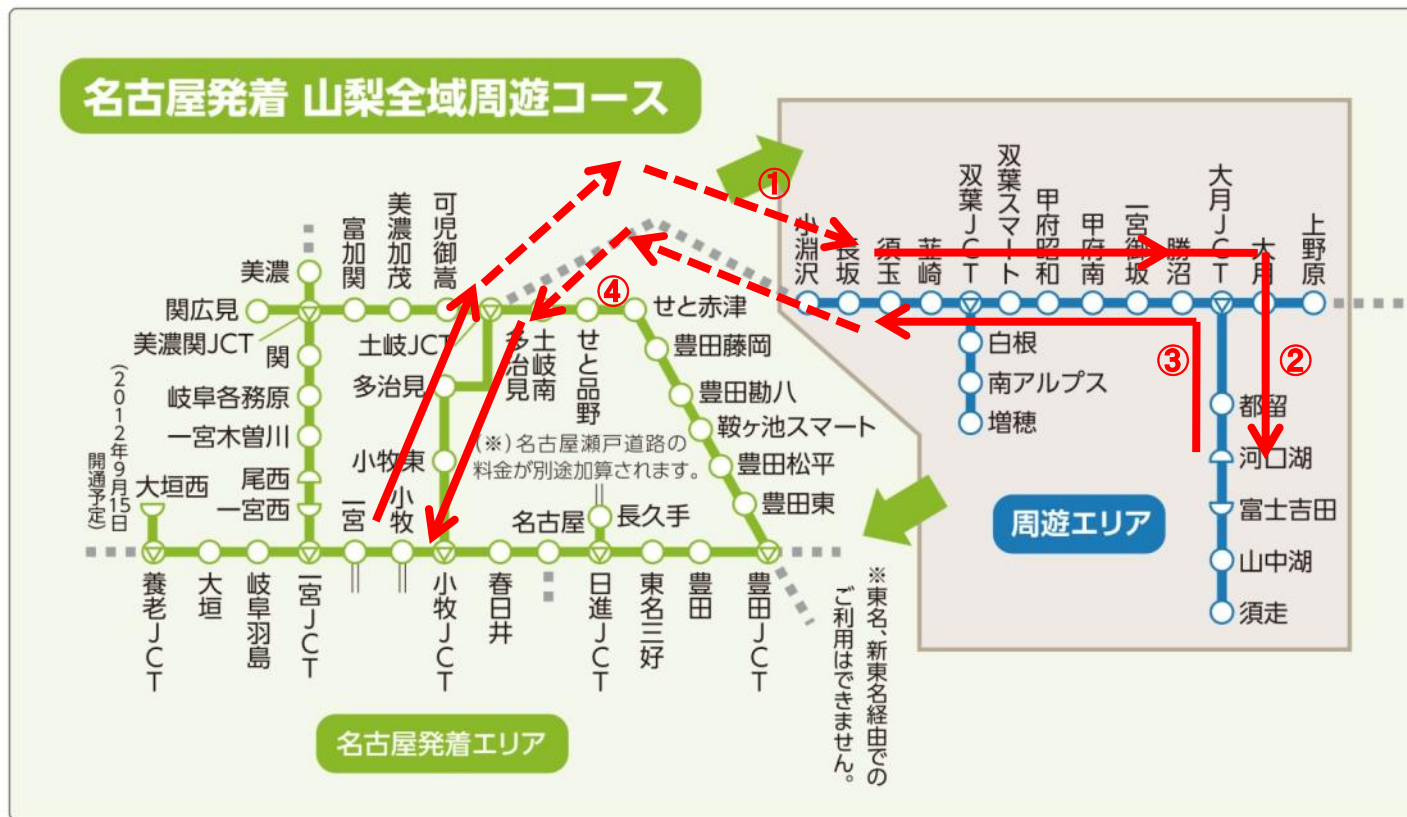 名古屋発着 山梨全域周遊コース
①
②
③
④
小淵沢
長坂
須玉
韮崎
双葉JCT
双葉スマート
甲府昭和
甲府南
一宮御坂
勝沼
大月JCT
大月
上野原
白根
南アルプス
増穂
都留
河口湖
富士吉田
山中湖
須走
周遊エリア
美濃
関広見
美濃関JCT
富加関
美濃加茂
可児御嵩
土岐JCT
多治見
土岐南
多治見
せと品野
せと赤津
豊田藤岡
豊田勘八
鞍ヶ池スマート
豊田松平
豊田東
関
岐阜各務原
一宮木曽川
尾西
一宮西
小牧東
(※)名古屋瀬戸道路の
料金が別途加算されます。
(2012年9月15日
開通予定)
大垣西
一宮
小牧
名古屋
長久手
養老JCT
大垣
岐阜羽島
一宮JCT
小牧JCT
春日井
日進JCT
東名三好
豊田
豊田JCT
※東名、新東名経由での
ご利用はできません。
名古屋発着エリア